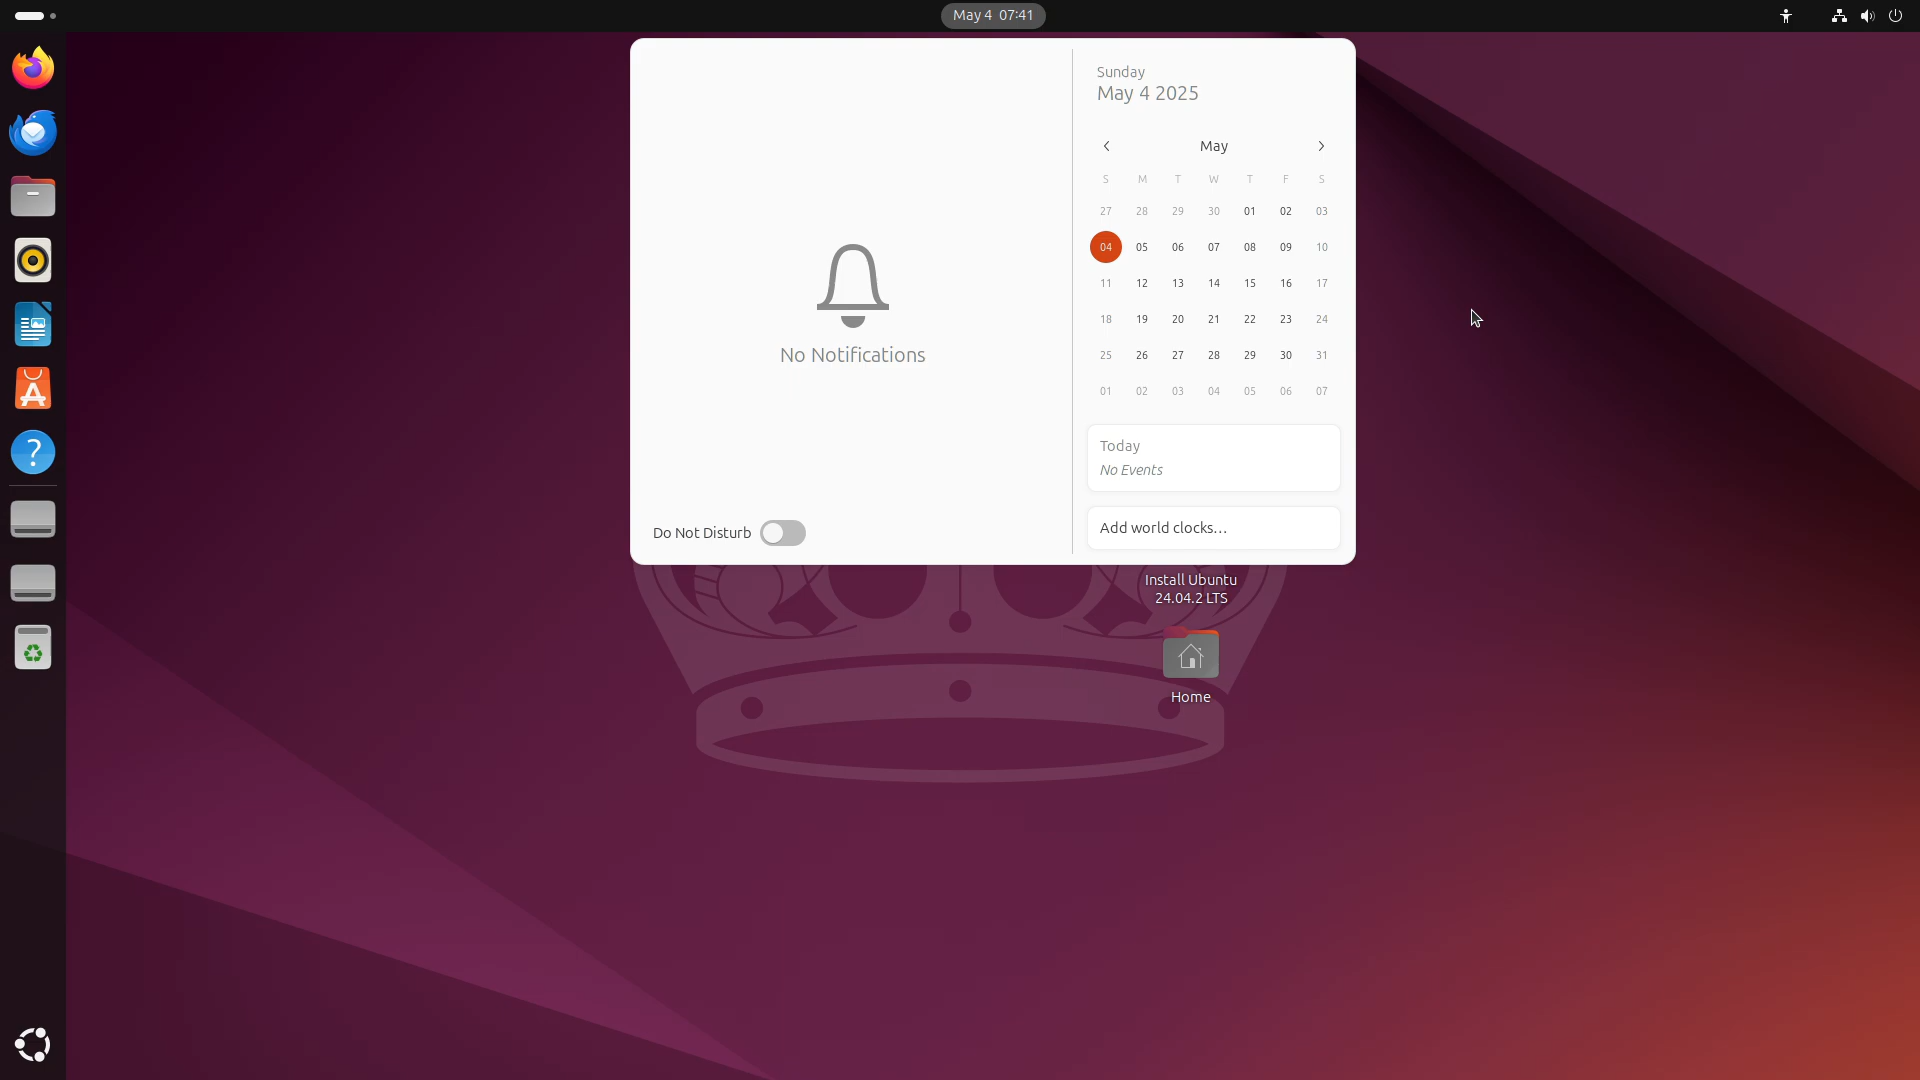 May 4 07:41
Sunday
May 4 2025
May
S M T W T F S
27 28 29 30 01 02 03
04 05 06 07 08 09 10
11 12 13 14 15 16 17
18 19 20 21 22 23 24
25 26 27 28 29 30 31
01 02 03 04 05 06 07
No Notifications
Today
No Events
Do Not Disturb
Add world clocks…
Install Ubuntu
24.04.2 LTS
Home